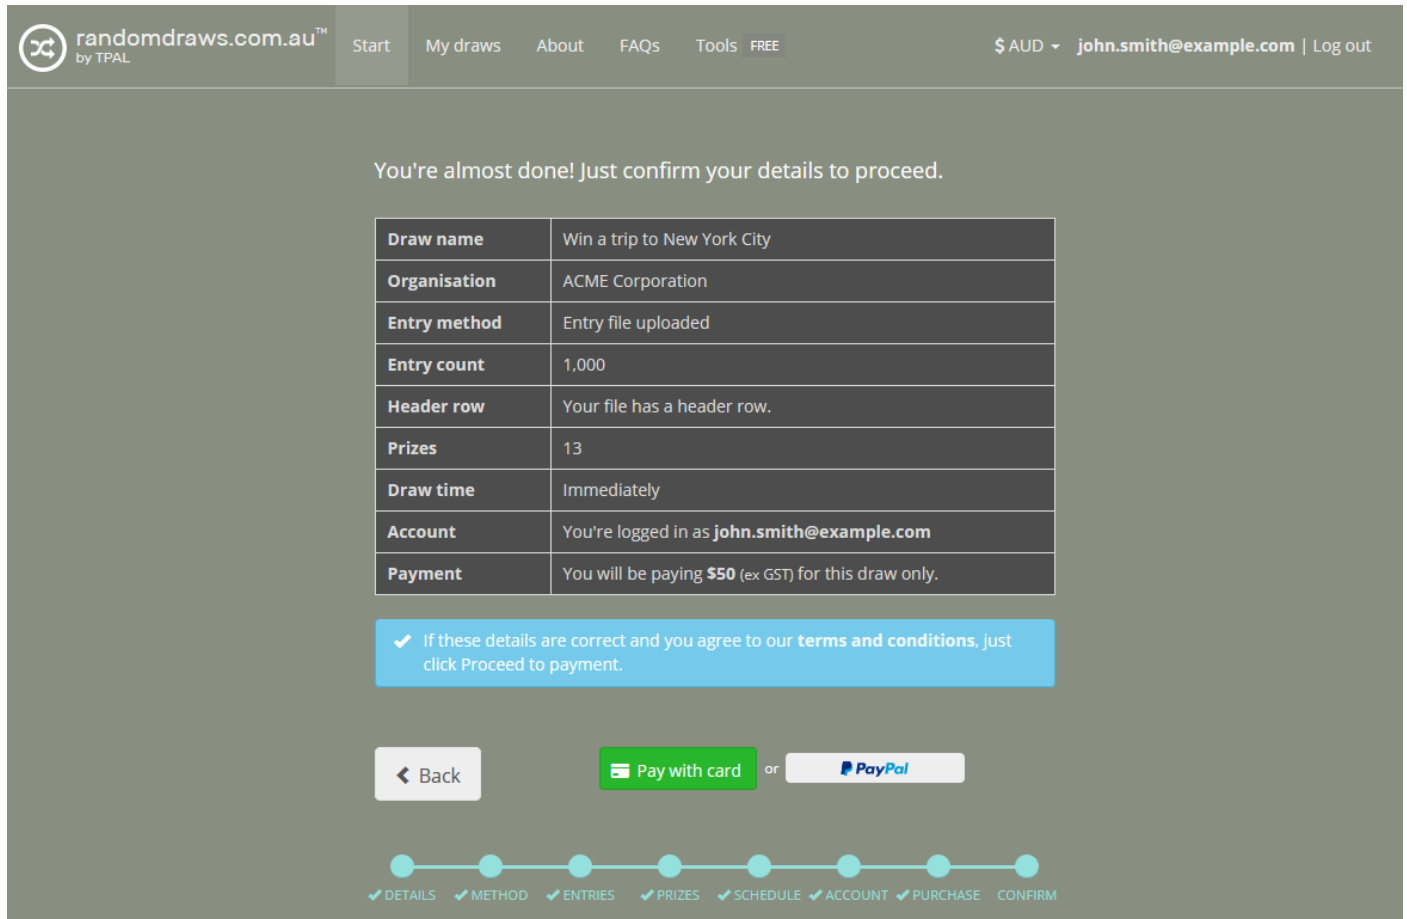 randomdraws.com.au™
by TPAL
Start My draws About FAQs Tools FREE $ AUD john.smith@example.com | Log out
You're almost done! Just confirm your details to proceed.
Draw name Win a trip to New York City
Organisation ACME Corporation
Entry method Entry file uploaded
Entry count 1,000
Header row Your file has a header row.
Prizes 13
Draw time Immediately
Account You're logged in as john.smith@example.com
Payment You will be paying $50 (ex GST) for this draw only.
If these details are correct and you agree to our terms and conditions, just
click Proceed to payment.
Back Pay with card or PayPal
DETAILS METHOD ENTRIES PRIZES SCHEDULE ACCOUNT PURCHASE CONFIRM